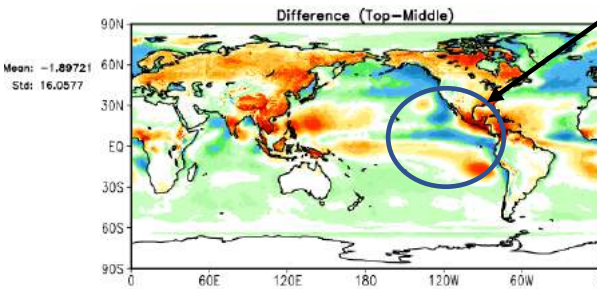 Difference (Top-Middle)
Mean: -1.89721
Std: 16.0577
90N
60N
30N
EQ
30S
60S
90S
0 60E 120E 180 120W 60W 0